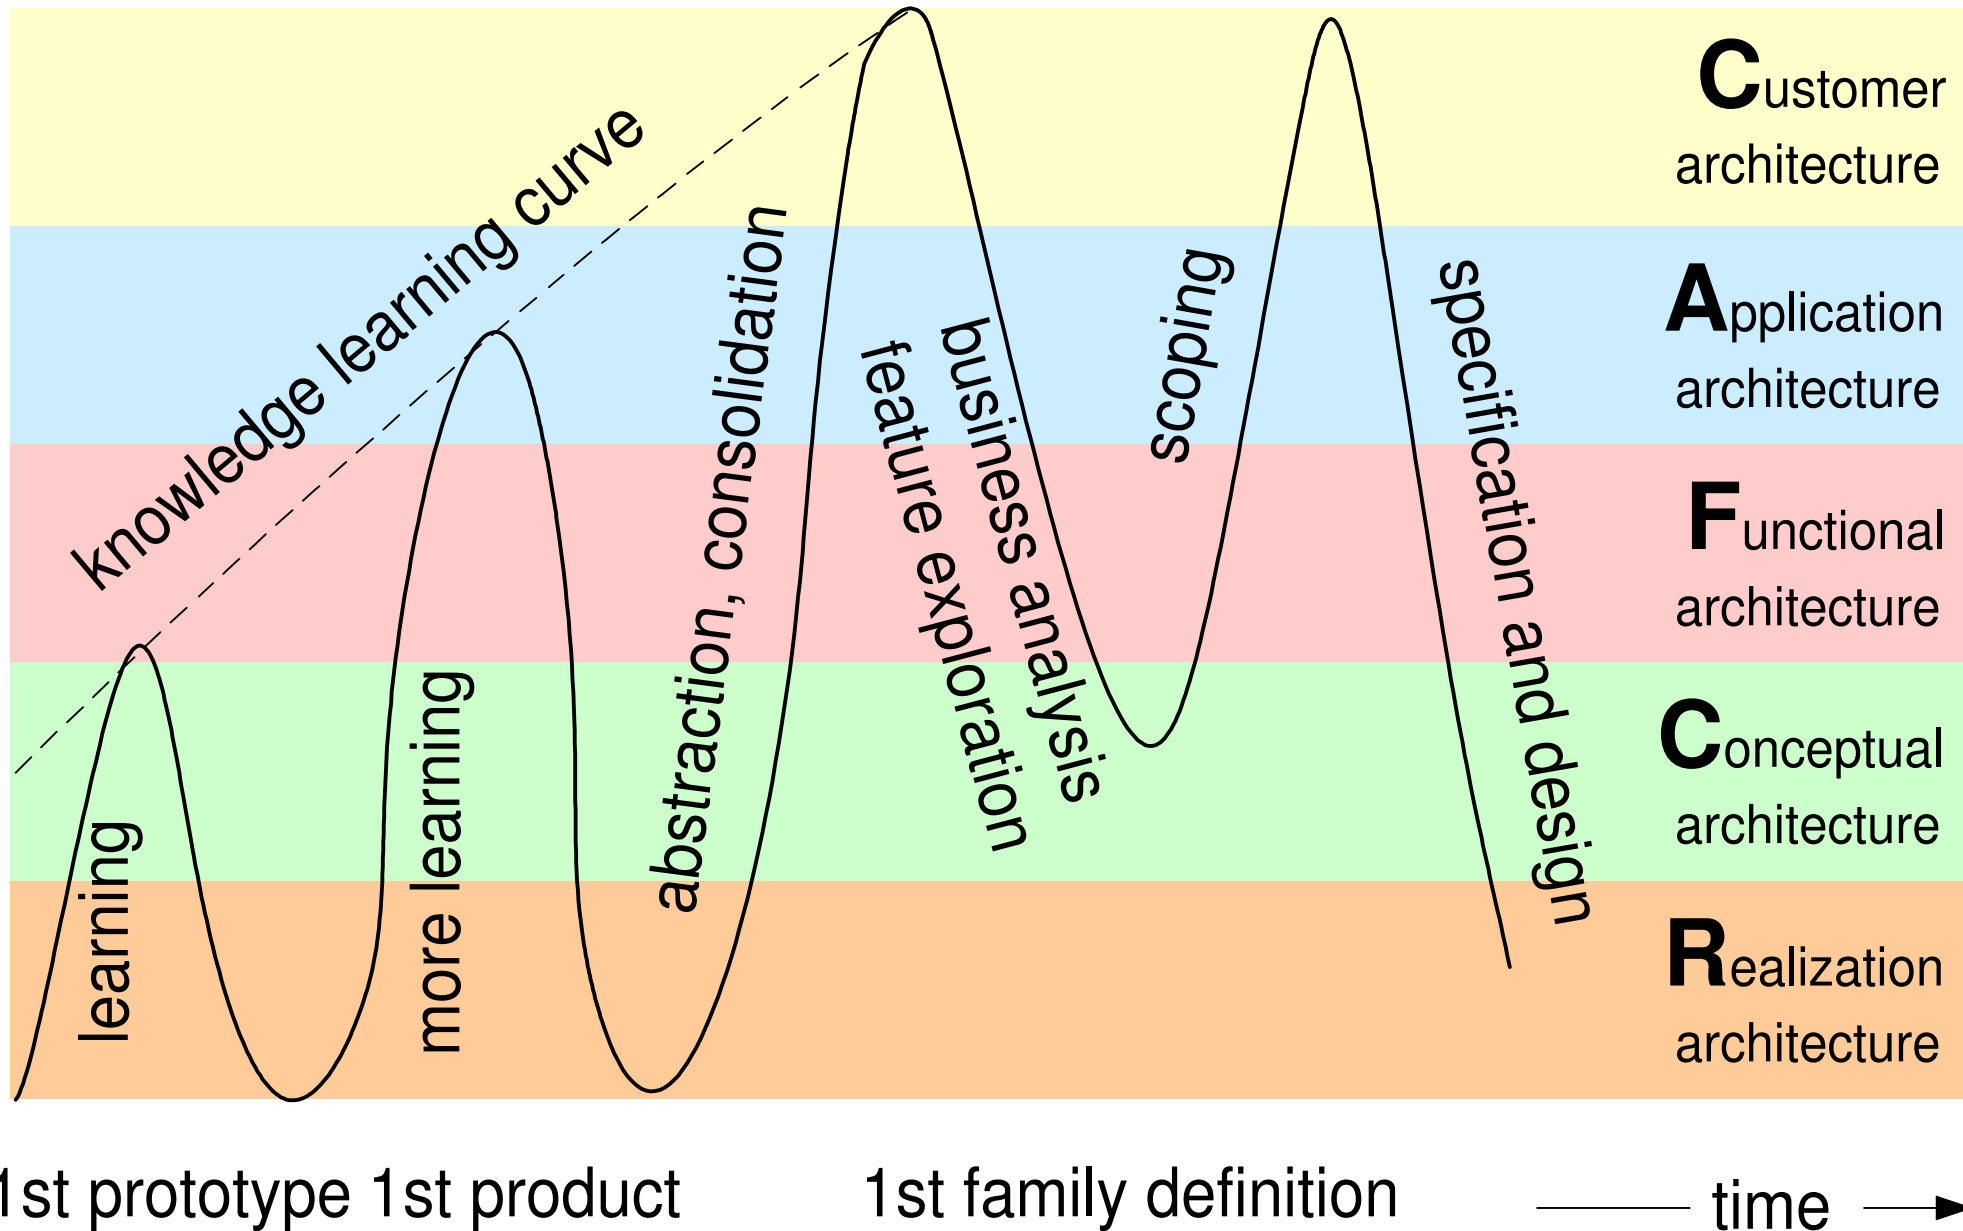 Customer
architecture
knowledge learning curve
Application
architecture
abstraction, consolidation
business analysis
feature exploration
scoping
specification and design
Functional
architecture
Conceptual
architecture
learning
more learning
Realization
architecture
1st prototype
1st product
1st family definition
time